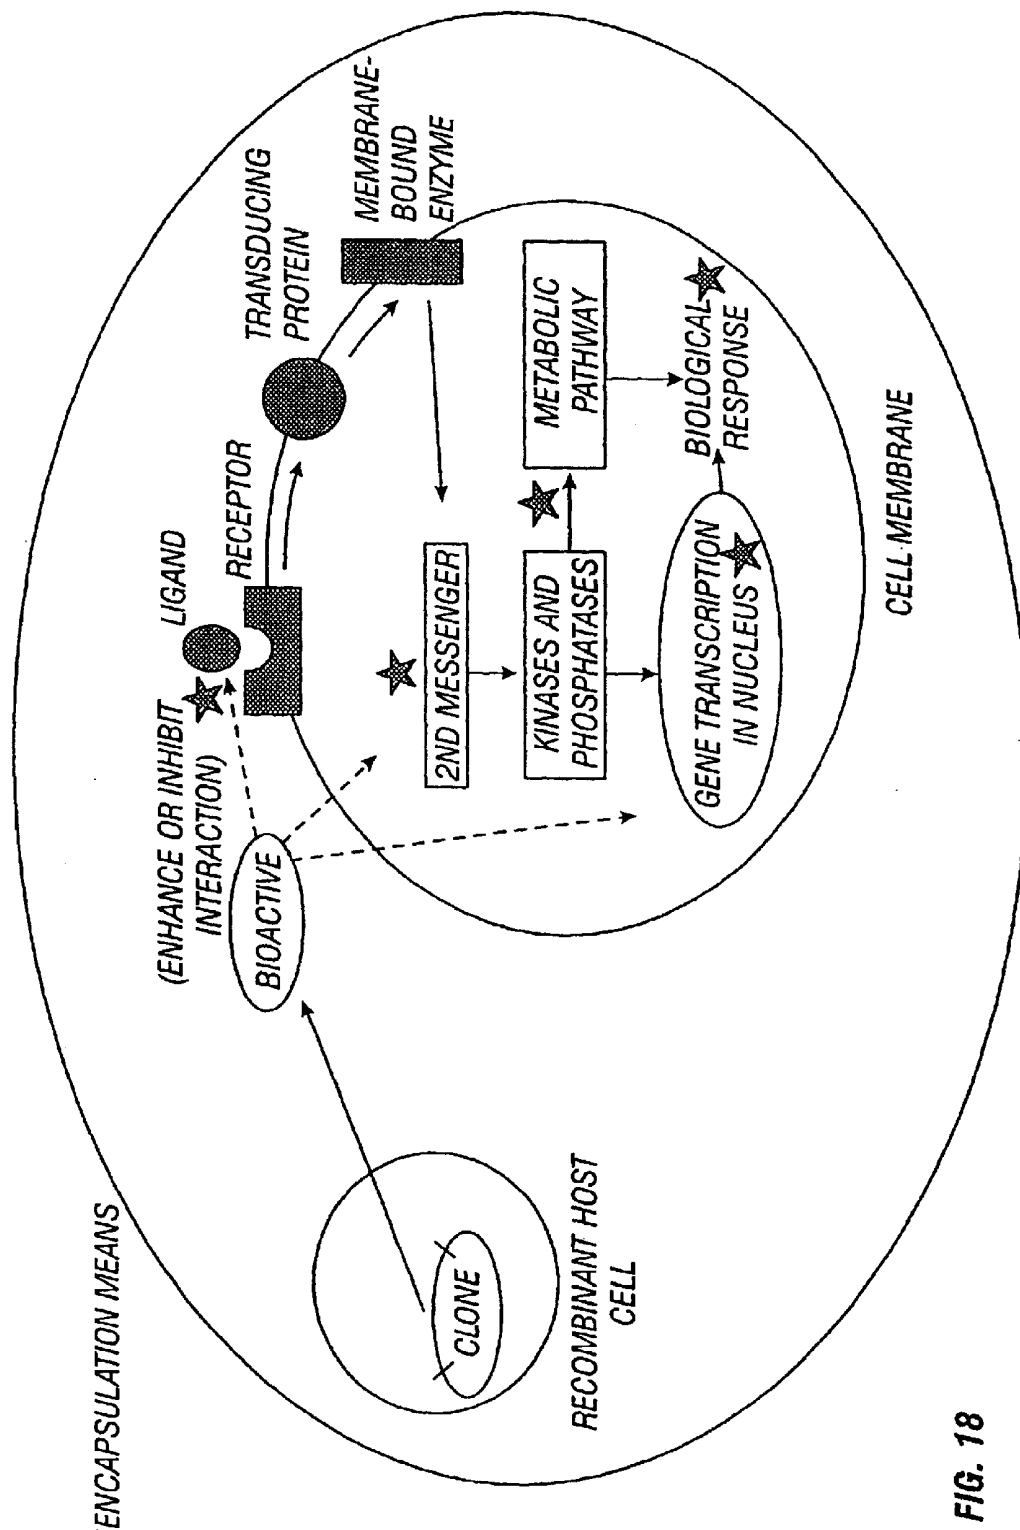 ENCAPSULATION MEANS
(ENHANCE OR INHIBIT
INTERACTION)
LIGAND
RECEPTOR
TRANSDUCING
PROTEIN
MEMBRANE-
BOUND
ENZYME
BIOACTIVE
2ND MESSENGER
KINASES AND
PHOSPHATASES
METABOLIC
PATHWAY
GENE TRANSCRIPTION
IN NUCLEUS
BIOLOGICAL
RESPONSE
CLONE
RECOMBINANT HOST
CELL
CELL MEMBRANE
FIG. 18